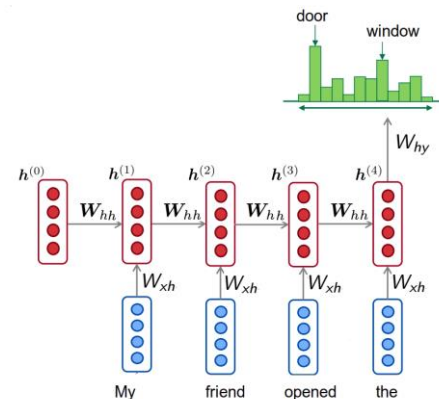 door
window
W_hy
h^(0) h^(1) h^(2) h^(3) h^(4)
W_hh W_hh W_hh W_hh
W_xh W_xh W_xh W_xh
My friend opened the